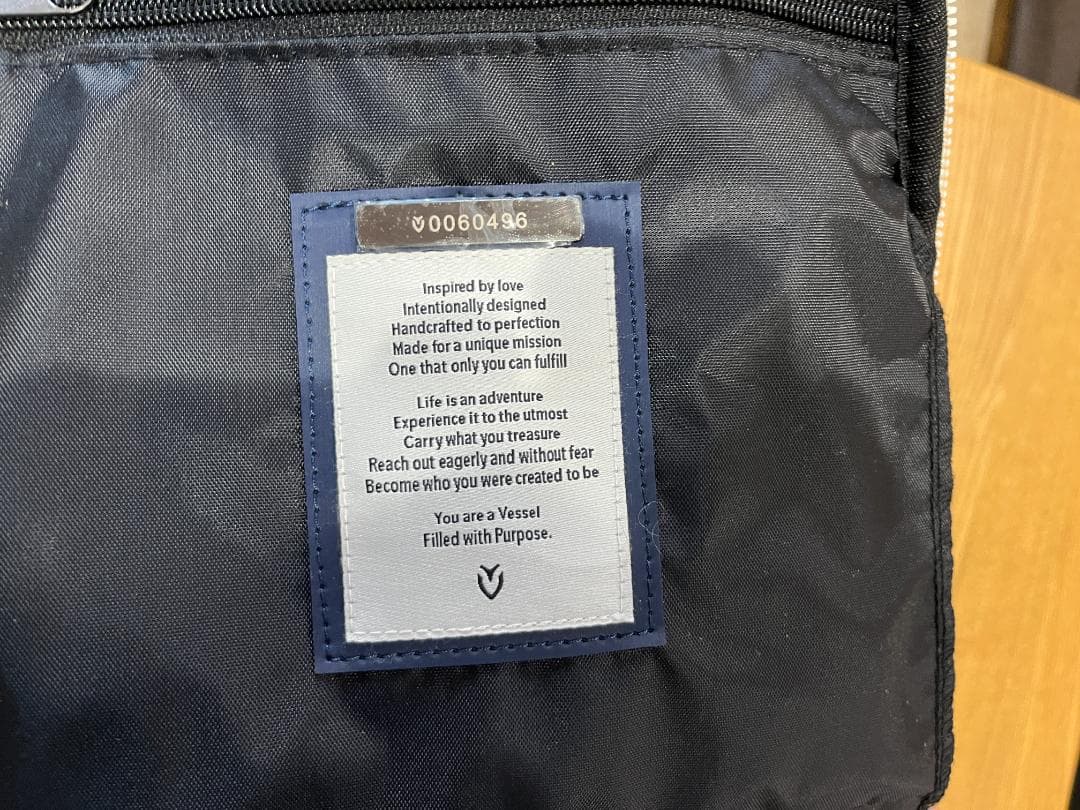 0060496
Inspired by love
Intentionally designed
Handcrafted to perfection
Made for a unique mission
One that only you can fulfill
Life is an adventure
Experience it to the utmost
Carry what you treasure
Reach out eagerly and without fear
Become who you were created to be
You are a Vessel
Filled with Purpose.